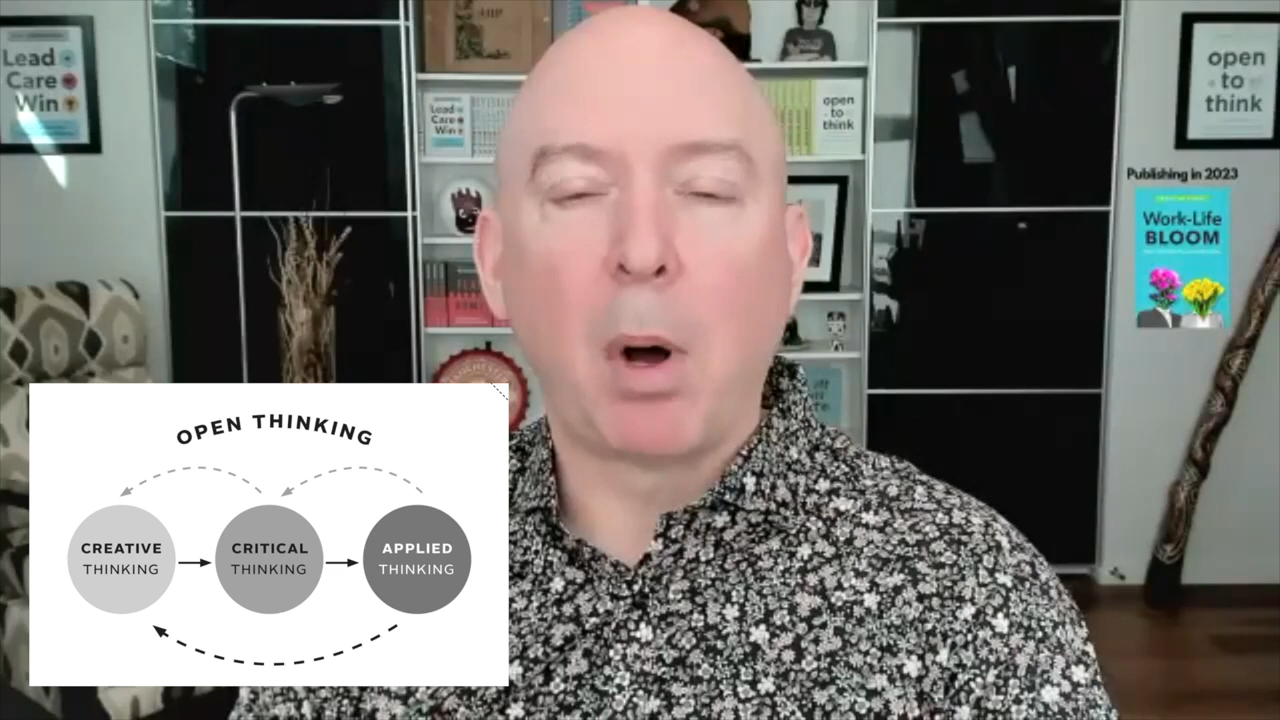 Lead
Care
Win
Lead
Care
Win
open
to
think
open
to
think
Publishing in 2023
Work-Life
BLOOM
OPEN THINKING
CREATIVE
THINKING
CRITICAL
THINKING
APPLIED
THINKING